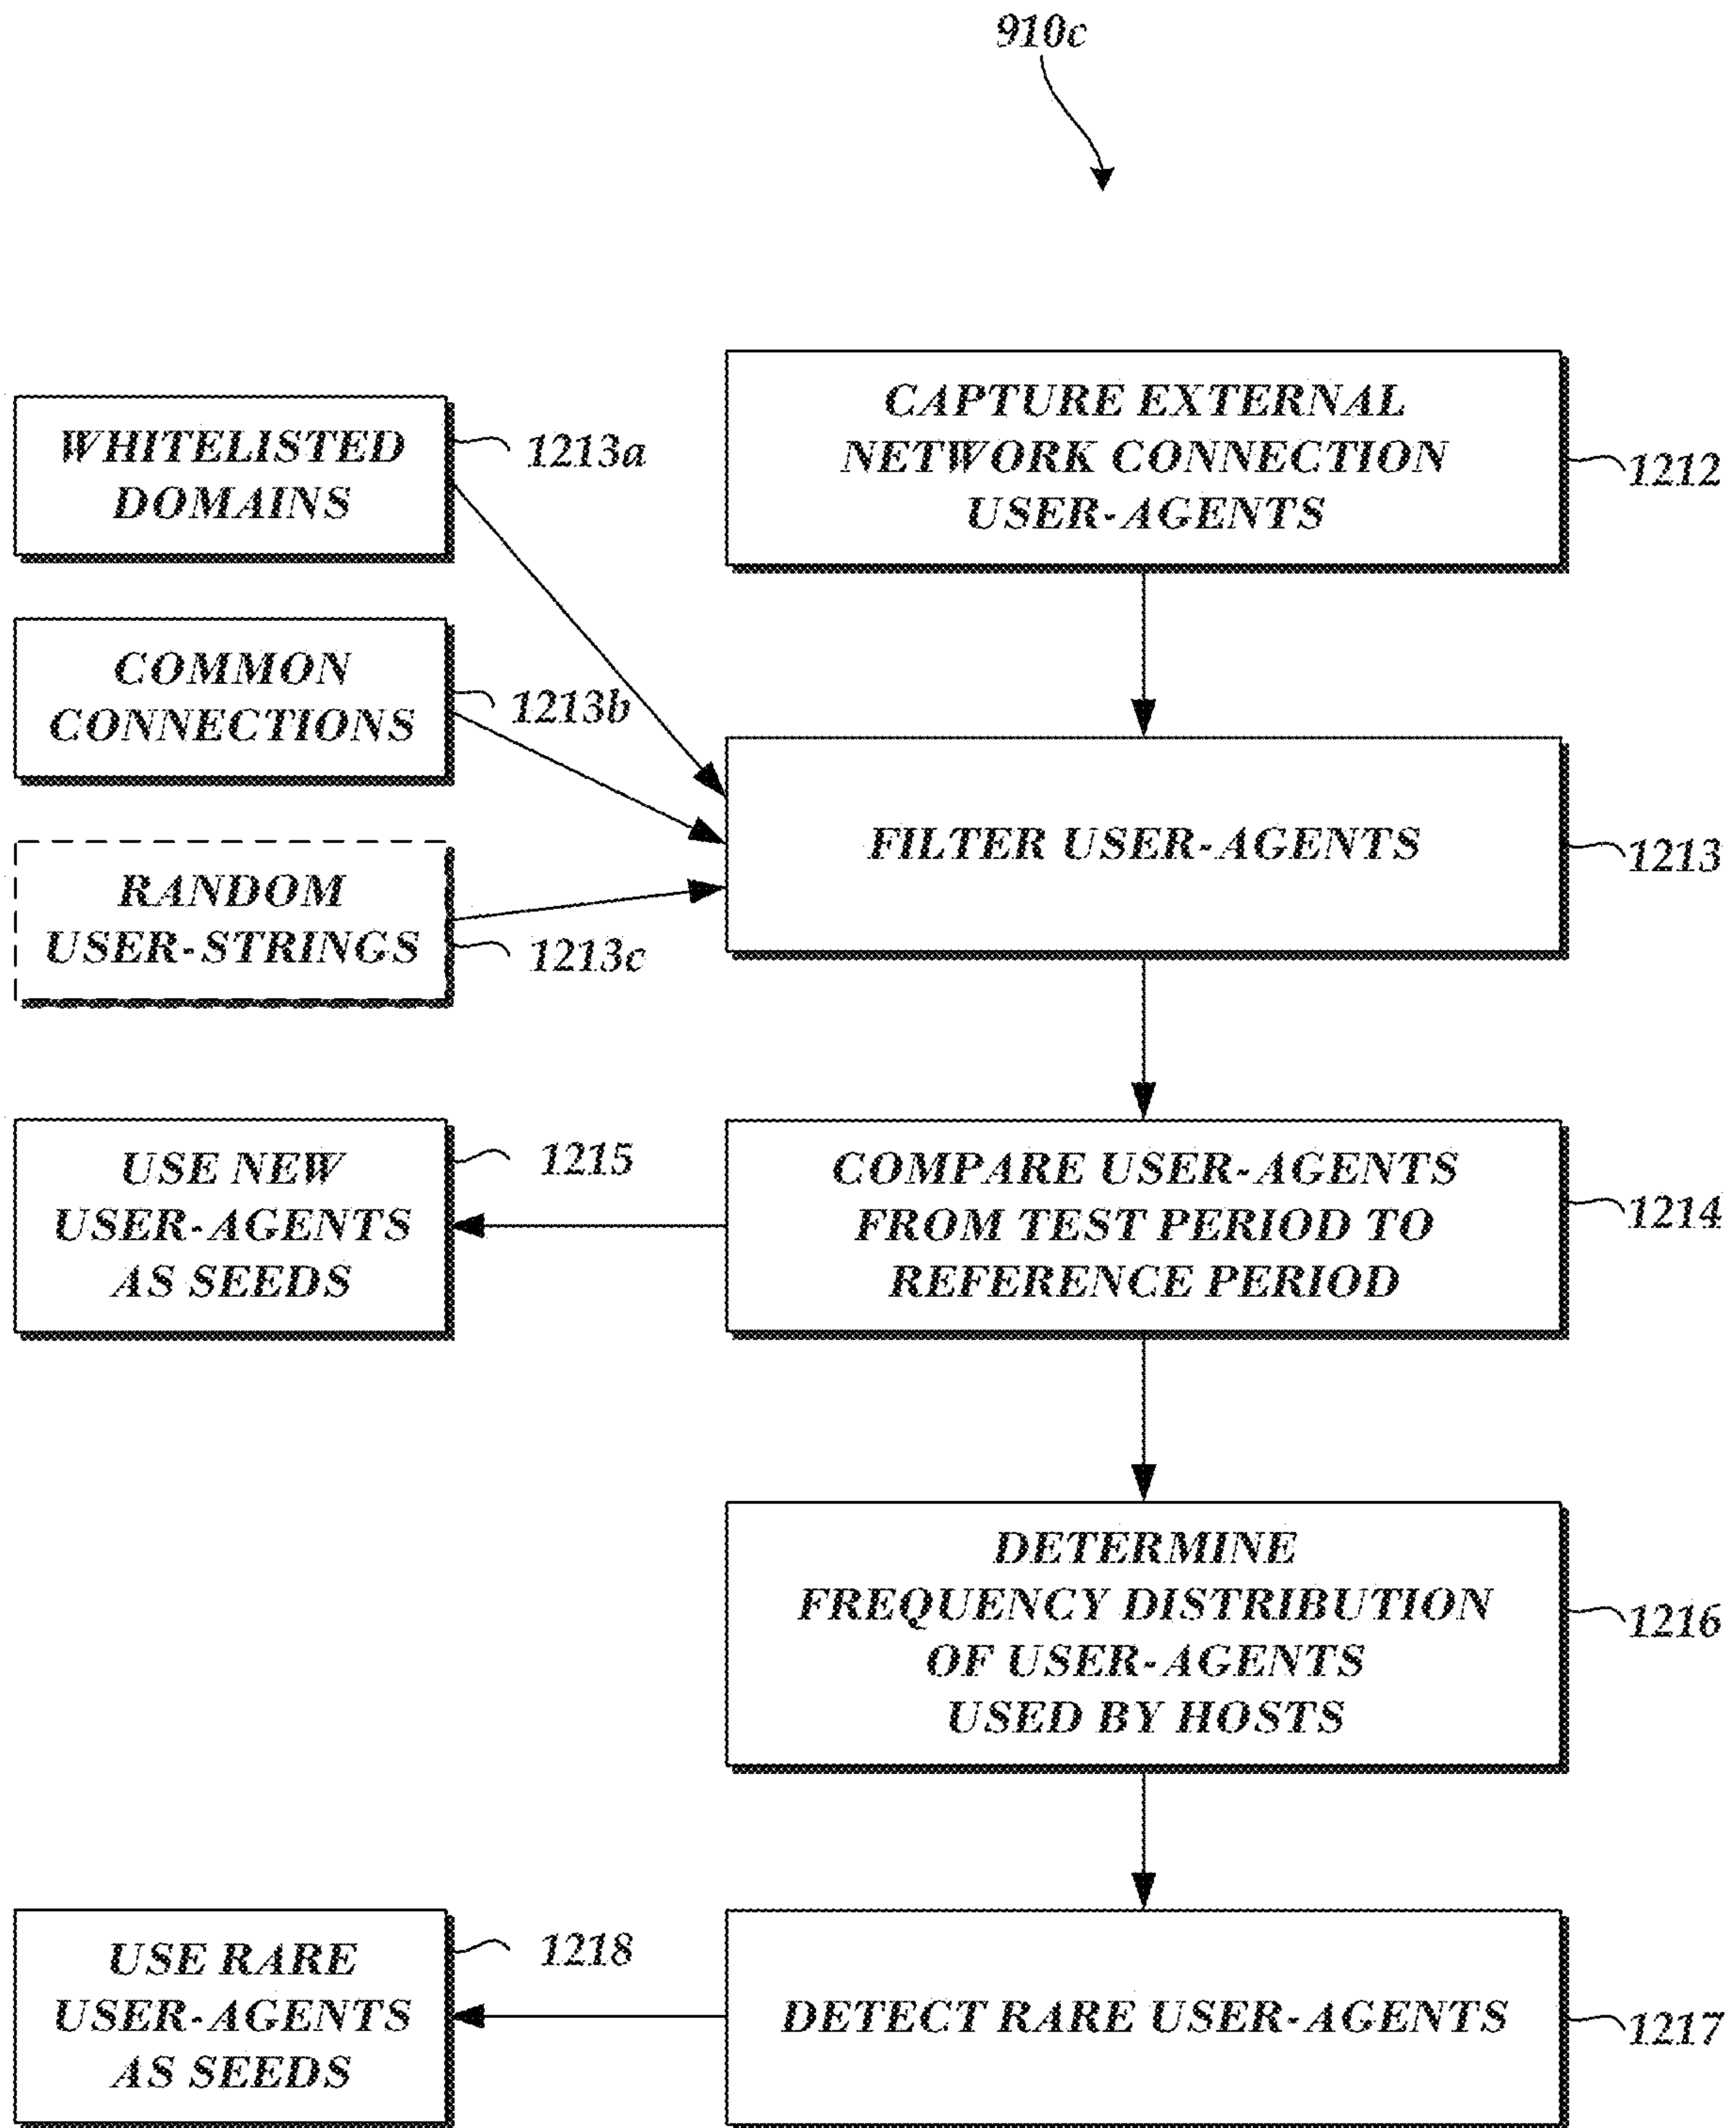 910c
CAPTURE EXTERNAL
NETWORK CONNECTION
USER-AGENTS
1212
WHITELISTED
DOMAINS
1213a
COMMON
CONNECTIONS
1213b
RANDOM
USER-STRINGS
1213c
FILTER USER-AGENTS
1213
COMPARE USER-AGENTS
FROM TEST PERIOD TO
REFERENCE PERIOD
1214
USE NEW
USER-AGENTS
AS SEEDS
1215
DETERMINE
FREQUENCY DISTRIBUTION
OF USER-AGENTS
USED BY HOSTS
1216
DETECT RARE USER-AGENTS
1217
USE RARE
USER-AGENTS
AS SEEDS
1218